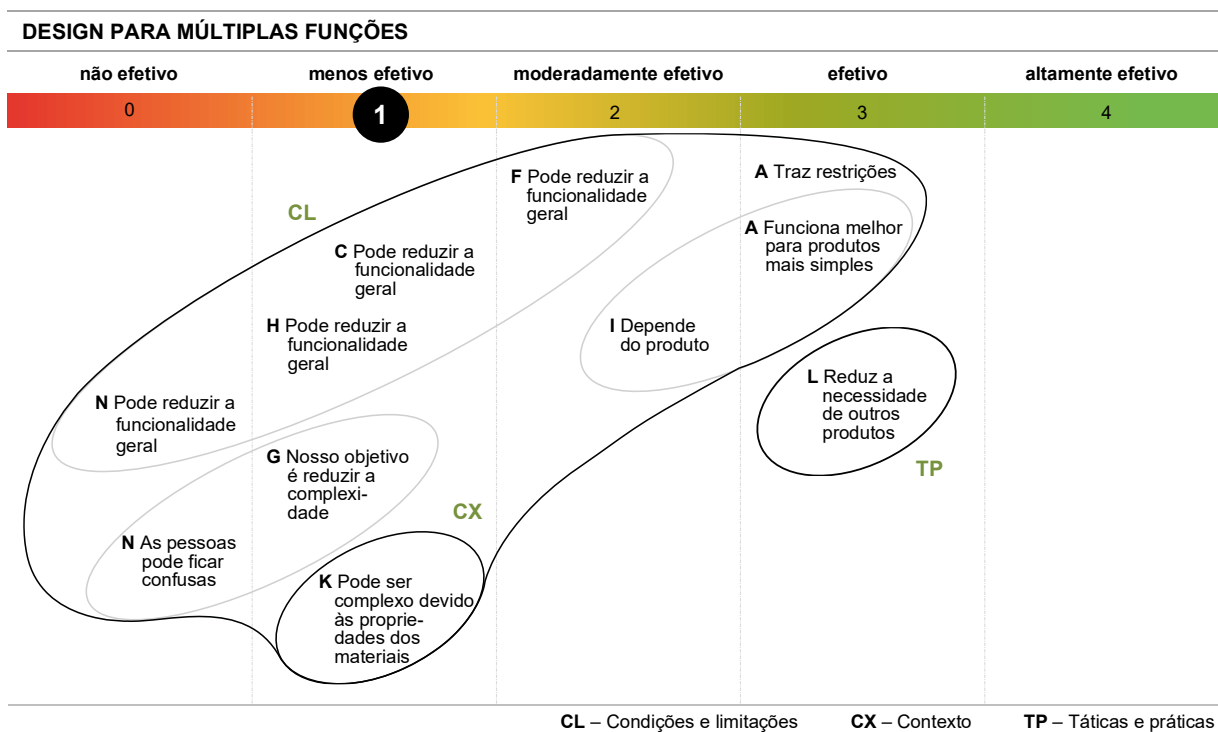 DESIGN PARA MÚLTIPLAS FUNÇÕES
não efetivo
menos efetivo
moderadamente efetivo
efetivo
altamente efetivo
0
1
2
3
4
CL
F Pode reduzir a
funcionalidade
geral
A Traz restrições
A Funciona melhor
para produtos
mais simples
C Pode reduzir a
funcionalidade
geral
H Pode reduzir a
funcionalidade
geral
I Depende
do produto
N Pode reduzir a
funcionalidade
geral
L Reduz a
necessidade
de outros
produtos
TP
G Nosso objetivo
é reduzir a
complexi-
dade
CX
N As pessoas
pode ficar
confusas
K Pode ser
complexo devido
às proprie-
dades dos
materiais
CL – Condições e limitações
CX – Contexto
TP – Táticas e práticas